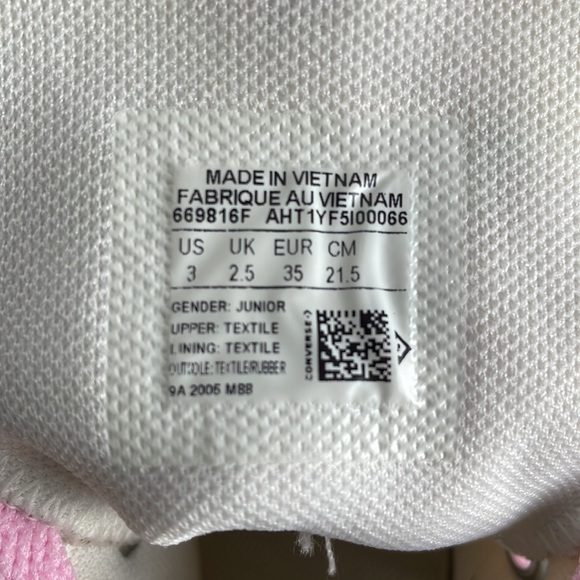 MADE IN VIETNAM
FABRIQUE AU VIETNAM
669816F AHT1YF5I00066
US UK EUR CM
3 2.5 35 21.5
GENDER: JUNIOR
UPPER: TEXTILE
LINING: TEXTILE
OUTSOLE: TEXTILE/RUBBER
9A 2005 MBB
CONVERSE